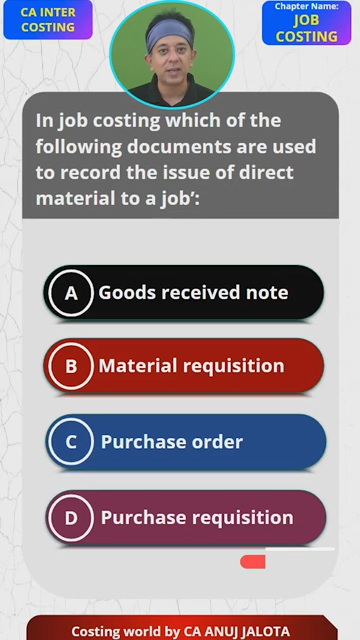 CA INTER
COSTING
Chapter Name:
JOB
COSTING
In job costing which of the
following documents are used
to record the issue of direct
material to a job’:
A Goods received note
B Material requisition
C Purchase order
D Purchase requisition
Costing world by CA ANUJ JALOTA